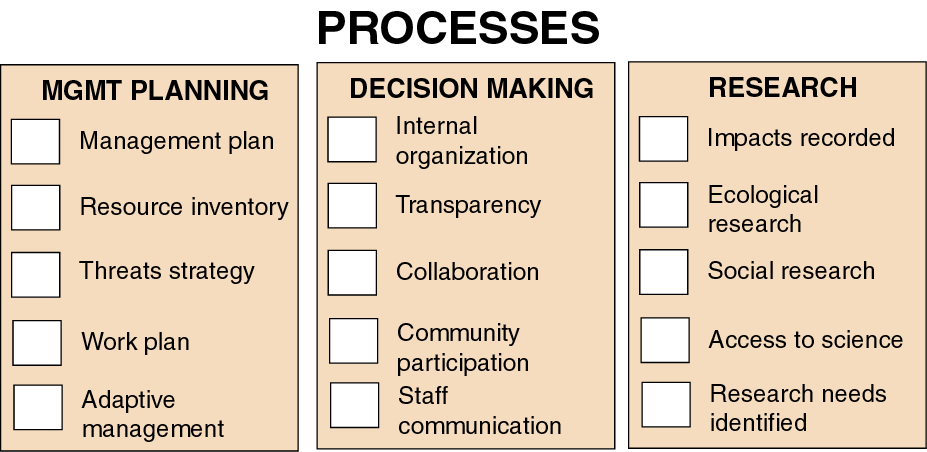 PROCESSES
MGMT PLANNING
Management plan
Resource inventory
Threats strategy
Work plan
Adaptive
management
DECISION MAKING
Internal
organization
Transparency
Collaboration
Community
participation
Staff
communication
RESEARCH
Impacts recorded
Ecological
research
Social research
Access to science
Research needs
identified